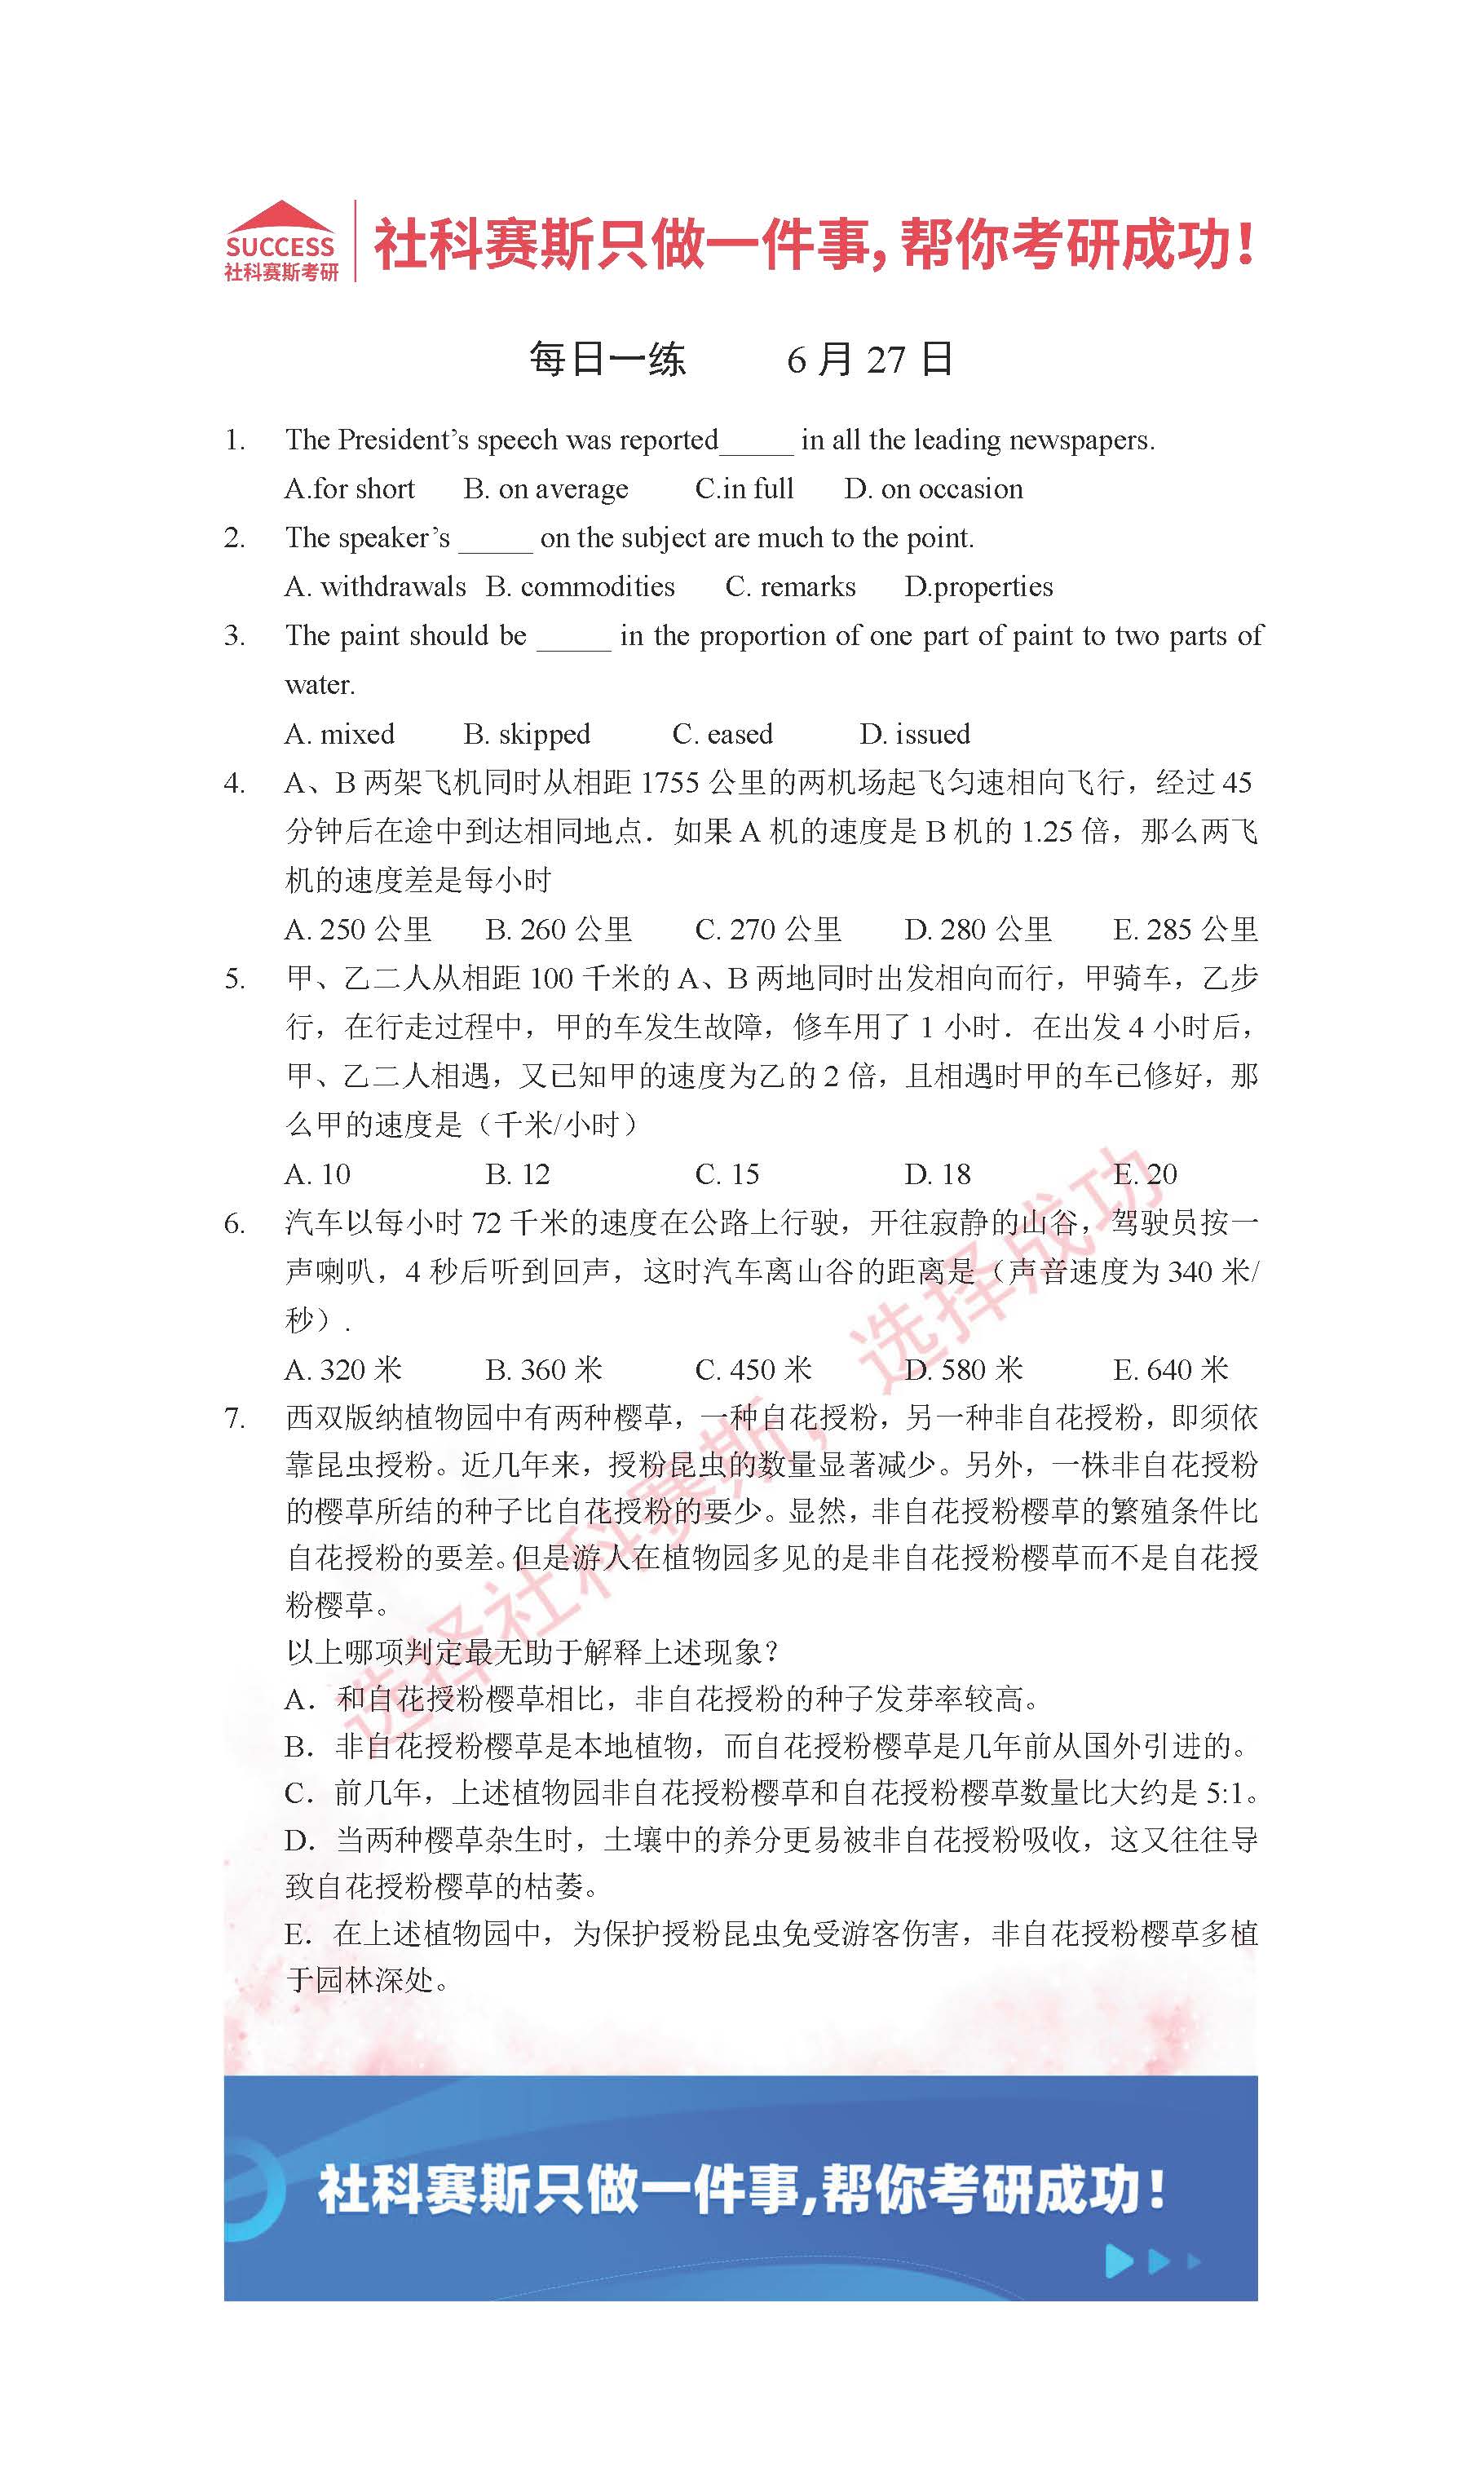 SUCCESS
社科赛斯考研
社科赛斯只做一件事,帮你考研成功!
每日一练 6月27日
1. The President's speech was reported_____ in all the leading newspapers.
A.for short B. on average C.in full D. on occasion
2. The speaker's _____ on the subject are much to the point.
A. withdrawals B. commodities C. remarks D.properties
3. The paint should be _____ in the proportion of one part of paint to two parts of
water.
A. mixed B. skipped C. eased D. issued
4. A、B 两架飞机同时从相距 1755 公里的两机场起飞匀速相向飞行，经过 45
分钟后在途中到达相同地点．如果 A 机的速度是 B 机的 1.25 倍，那么两飞
机的速度差是每小时
A. 250 公里 B. 260 公里 C. 270 公里 D. 280 公里 E. 285 公里
5. 甲、乙二人从相距 100 千米的 A、B 两地同时出发相向而行，甲骑车，乙步
行，在行走过程中，甲的车发生故障，修车用了 1 小时．在出发 4 小时后，
甲、乙二人相遇，又已知甲的速度为乙的 2 倍，且相遇时甲的车已修好，那
么甲的速度是（千米/小时）
A. 10 B. 12 C. 15 D. 18 E. 20
6. 汽车以每小时 72 千米的速度在公路上行驶，开往寂静的山谷，驾驶员按一
声喇叭，4 秒后听到回声，这时汽车离山谷的距离是（声音速度为 340 米/
秒）.
A. 320 米 B. 360 米 C. 450 米 D. 580 米 E. 640 米
7. 西双版纳植物园中有两种樱草，一种自花授粉，另一种非自花授粉，即须依
靠昆虫授粉。近几年来，授粉昆虫的数量显著减少。另外，一株非自花授粉
的樱草所结的种子比自花授粉的要少。显然，非自花授粉樱草的繁殖条件比
自花授粉的要差。但是游人在植物园多见的是非自花授粉樱草而不是自花授
粉樱草。
以上哪项判定最无助于解释上述现象？
A．和自花授粉樱草相比，非自花授粉的种子发芽率较高。
B．非自花授粉樱草是本地植物，而自花授粉樱草是几年前从国外引进的。
C．前几年，上述植物园非自花授粉樱草和自花授粉樱草数量比大约是 5:1。
D．当两种樱草杂生时，土壤中的养分更易被非自花授粉吸收，这又往往导
致自花授粉樱草的枯萎。
E．在上述植物园中，为保护授粉昆虫免受游客伤害，非自花授粉樱草多植
于园林深处。
选择社科赛斯，选择成功
社科赛斯只做一件事,帮你考研成功!